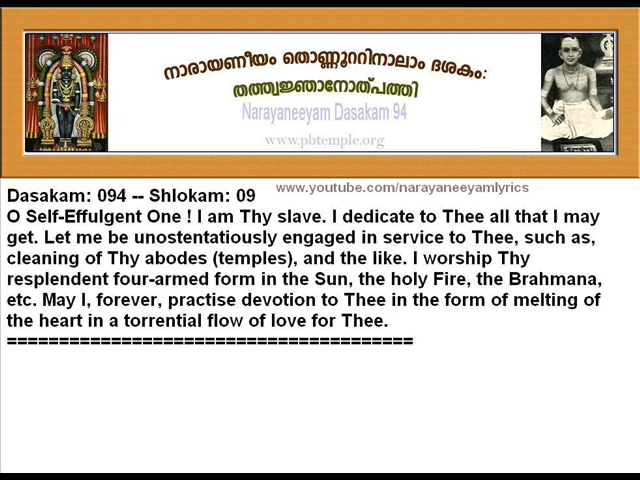 നാരായണീയം തൊണ്ണൂററിനാലാം ദശകം:
തത്ത്വജ്ഞാനോത്പത്തി
Narayaneeyam Dasakam 94
www.pbtemple.org
Dasakam: 094 -- Shlokam: 09
www.youtube.com/narayaneeyamlyrics
O Self-Effulgent One ! I am Thy slave. I dedicate to Thee all that I may
get. Let me be unostentatiously engaged in service to Thee, such as,
cleaning of Thy abodes (temples), and the like. I worship Thy
resplendent four-armed form in the Sun, the holy Fire, the Brahmana,
etc. May I, forever, practise devotion to Thee in the form of melting of
the heart in a torrential flow of love for Thee.
=======================================